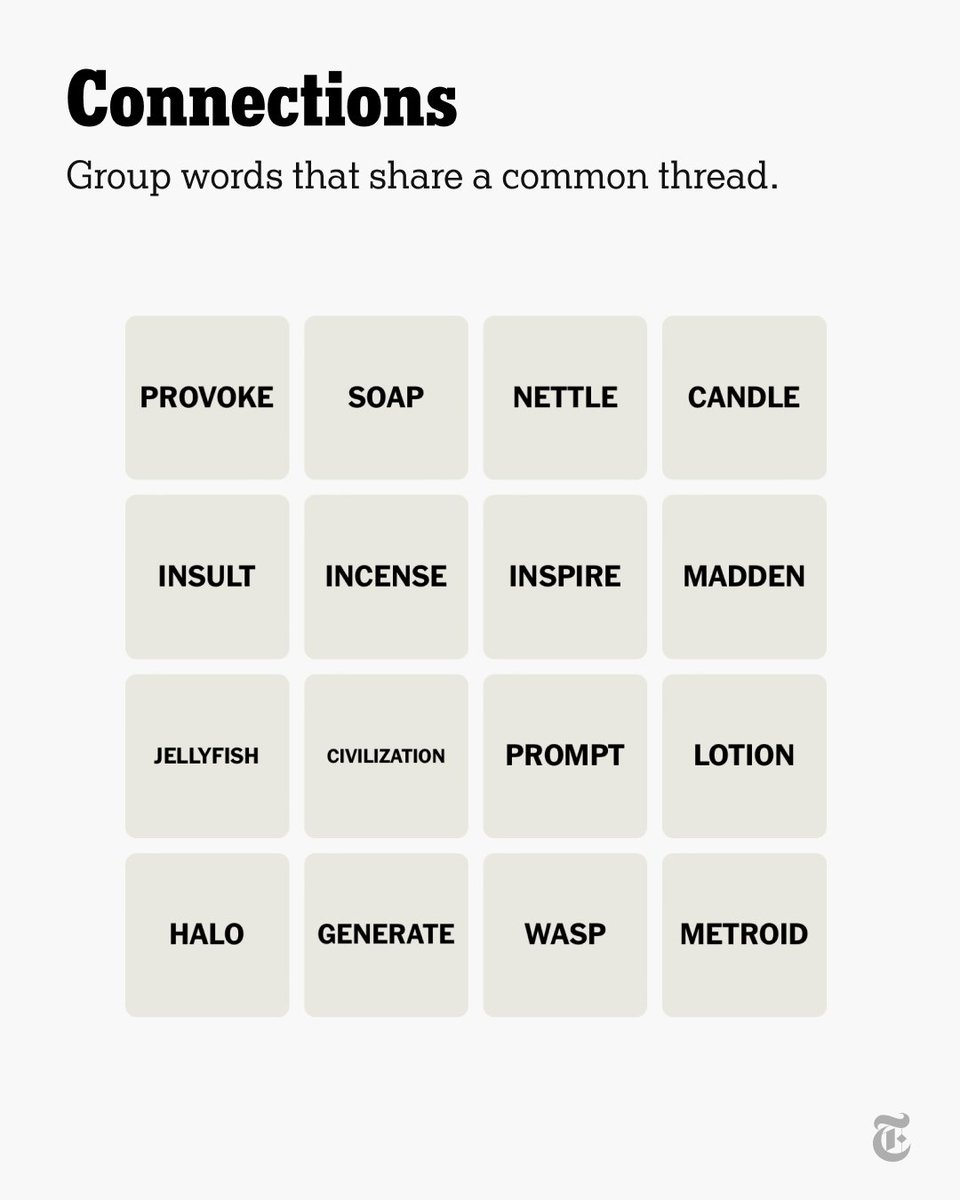 Connections
Group words that share a common thread.
PROVOKE
SOAP
NETTLE
CANDLE
INSULT
INCENSE
INSPIRE
MADDEN
JELLYFISH
CIVILIZATION
PROMPT
LOTION
HALO
GENERATE
WASP
METROID
T